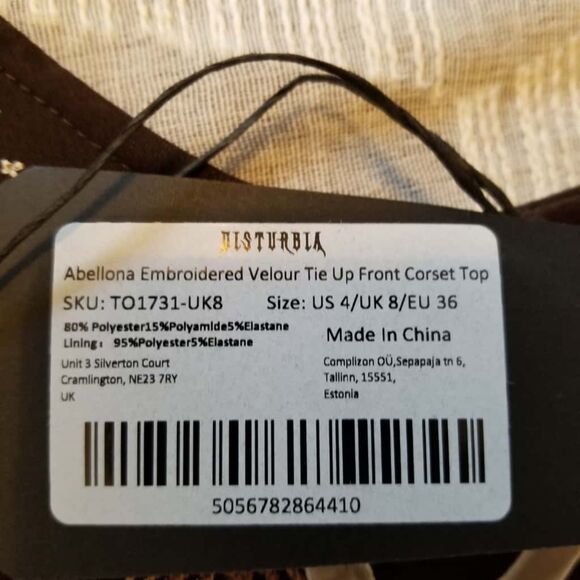 DISTURBIA
Abellona Embroidered Velour Tie Up Front Corset Top
SKU: TO1731-UK8 Size: US 4/UK 8/EU 36
80% Polyester15%Polyamide5%Elastane
Lining: 95%Polyester5%Elastane
Made In China
Unit 3 Silverton Court
Cramlington, NE23 7RY
UK
Complizon OÜ,Sepapaja tn 6,
Tallinn, 15551,
Estonia
5056782864410